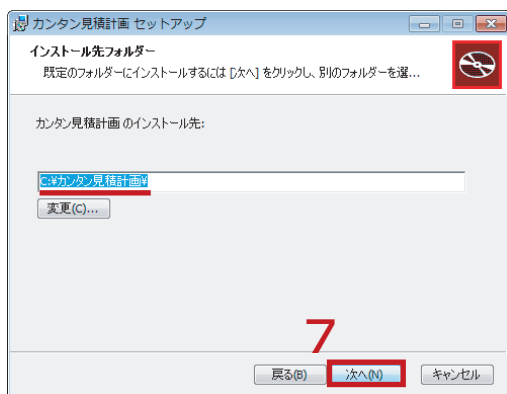 カンタン見積計画 セットアップ
インストール先フォルダー
既定のフォルダーにインストールするには [次へ] をクリックし、別のフォルダーを選...
カンタン見積計画 のインストール先:
C:¥カンタン見積計画¥
変更(C)...
7
戻る(B) 次へ(N) キャンセル